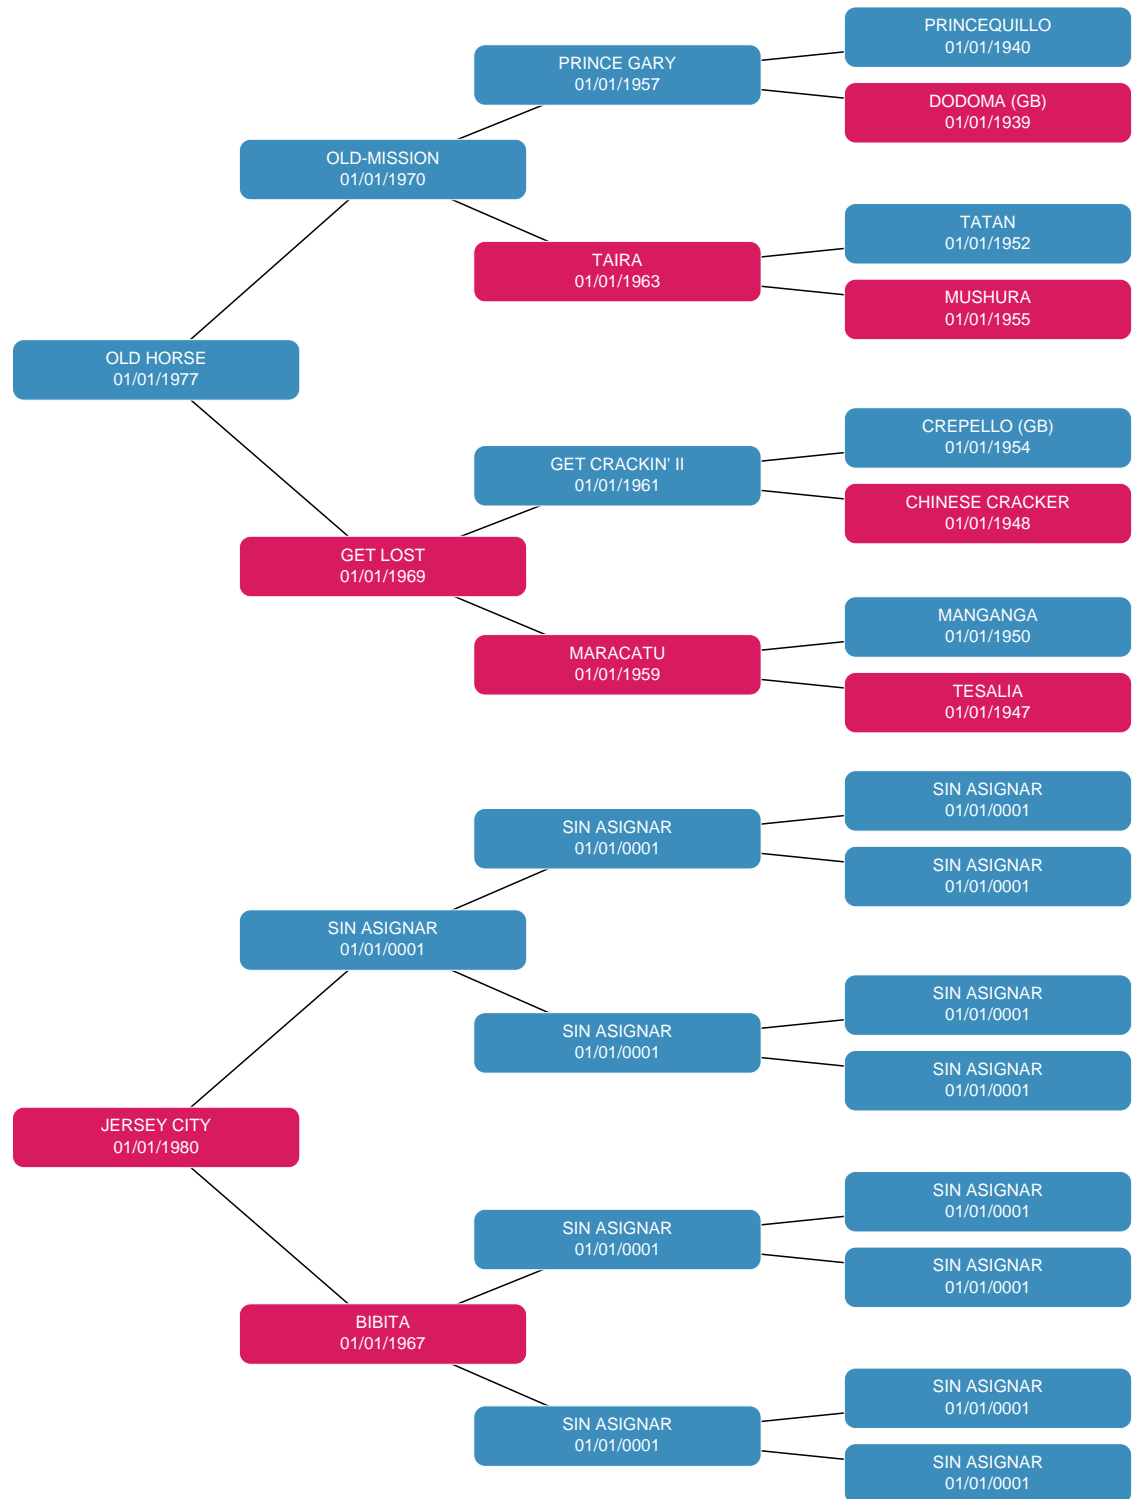 PRINCEQUILLO
01/01/1940
PRINCE GARY
01/01/1957
DODOMA (GB)
01/01/1939
OLD-MISSION
01/01/1970
TATAN
01/01/1952
TAIRA
01/01/1963
MUSHURA
01/01/1955
OLD HORSE
01/01/1977
CREPELLO (GB)
01/01/1954
GET CRACKIN' II
01/01/1961
CHINESE CRACKER
01/01/1948
GET LOST
01/01/1969
MANGANGA
01/01/1950
MARACATU
01/01/1959
TESALIA
01/01/1947
SIN ASIGNAR
01/01/0001
SIN ASIGNAR
01/01/0001
SIN ASIGNAR
01/01/0001
SIN ASIGNAR
01/01/0001
SIN ASIGNAR
01/01/0001
SIN ASIGNAR
01/01/0001
SIN ASIGNAR
01/01/0001
JERSEY CITY
01/01/1980
SIN ASIGNAR
01/01/0001
SIN ASIGNAR
01/01/0001
SIN ASIGNAR
01/01/0001
BIBITA
01/01/1967
SIN ASIGNAR
01/01/0001
SIN ASIGNAR
01/01/0001
SIN ASIGNAR
01/01/0001